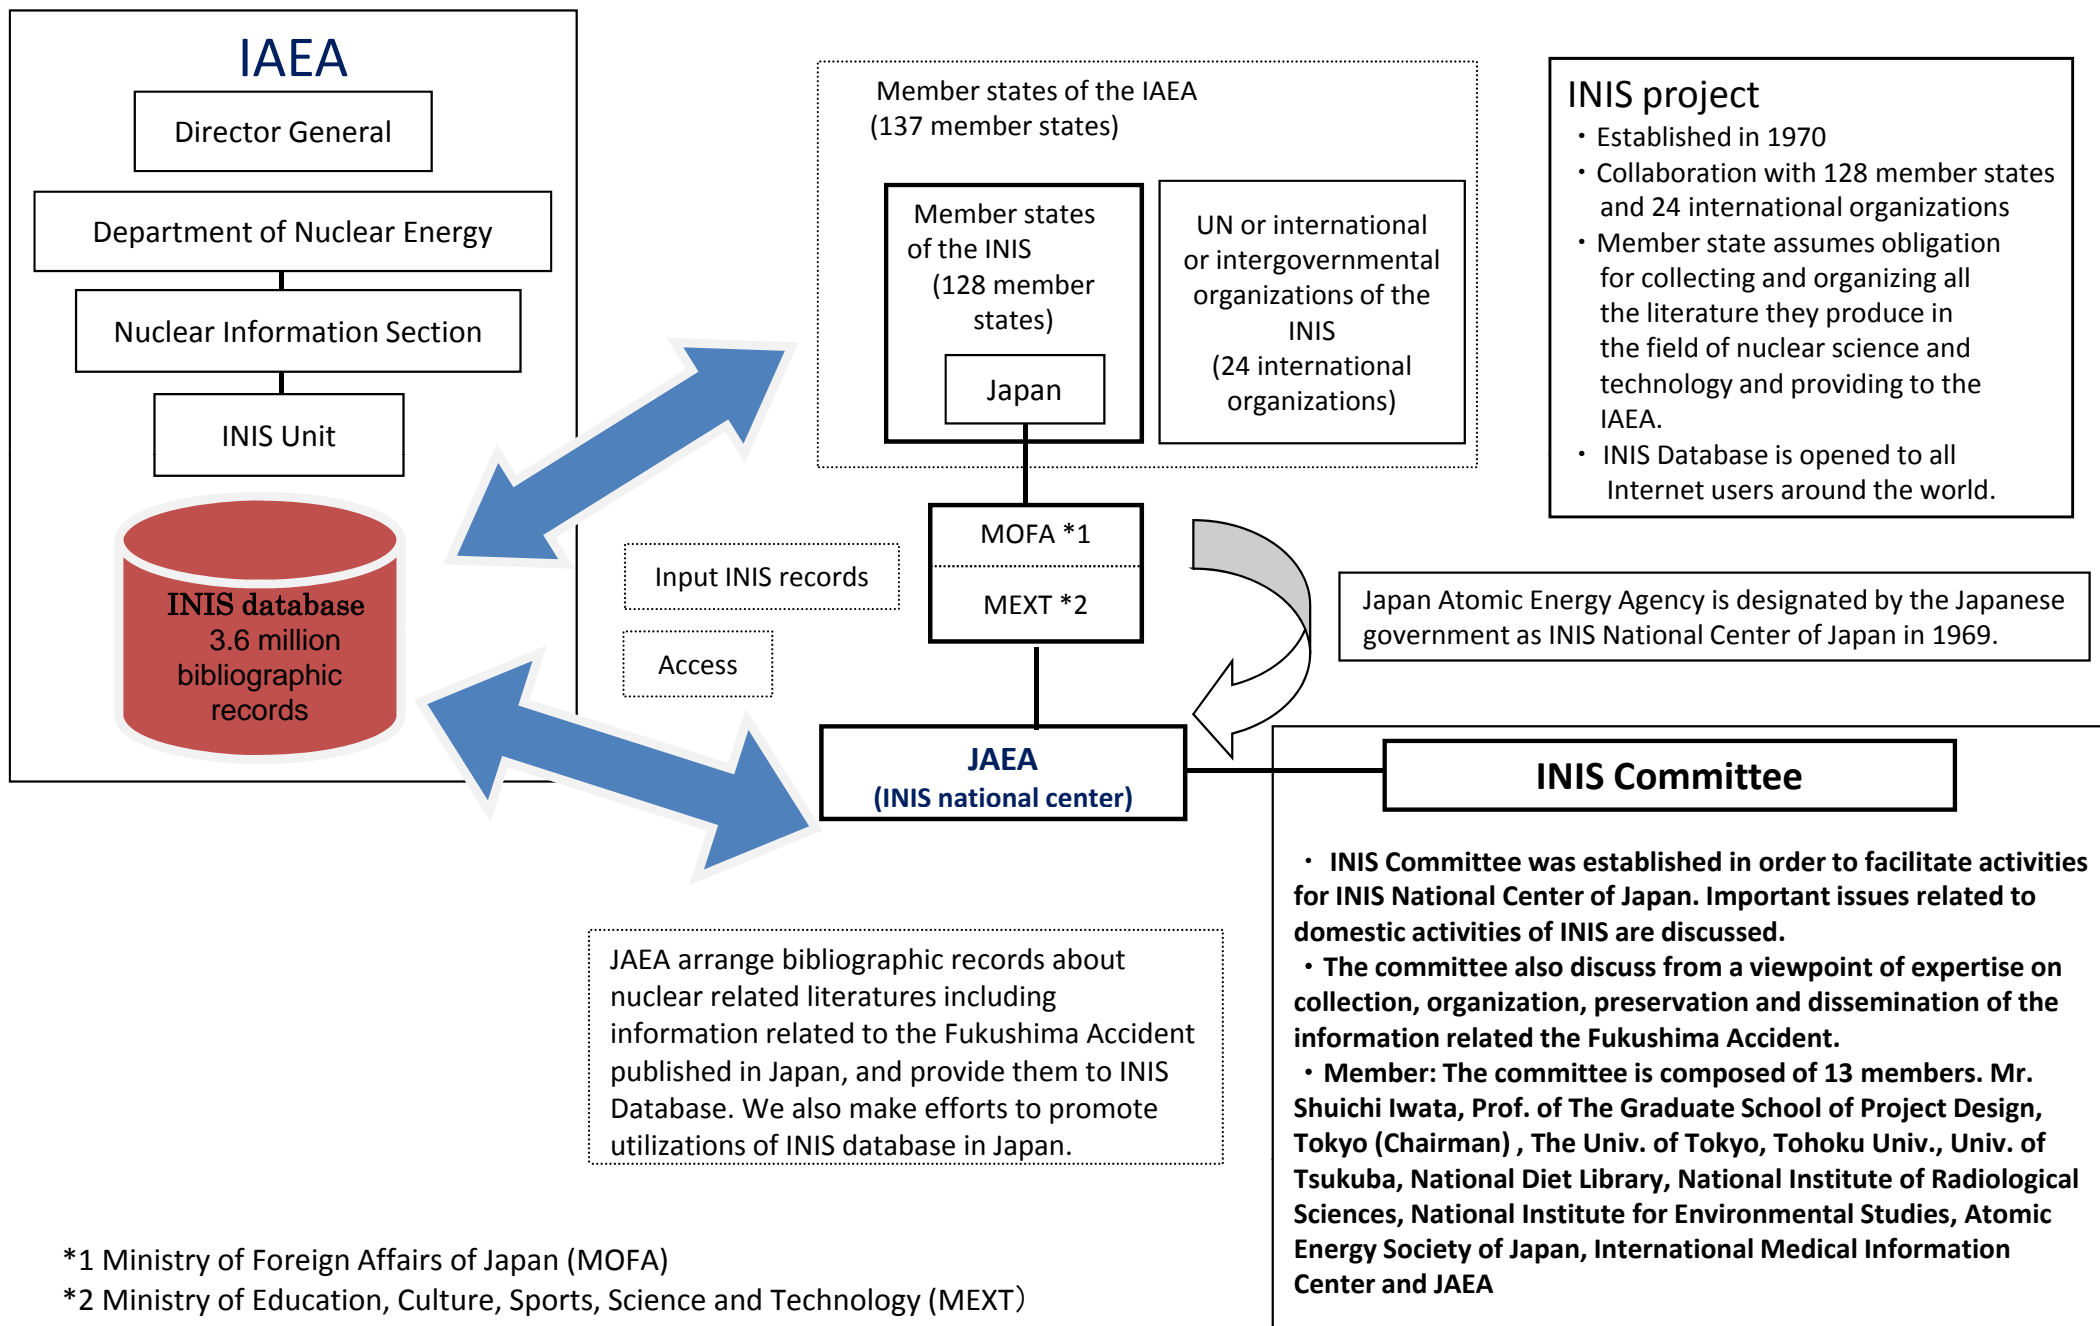 IAEA
Director General
Department of Nuclear Energy
Nuclear Information Section
INIS Unit
INIS database
3.6 million
bibliographic
records
Member states of the IAEA
(137 member states)
Member states
of the INIS
(128 member
states)
Japan
UN or international
or intergovernmental
organizations of the
INIS
(24 international
organizations)
INIS project
・Established in 1970
・Collaboration with 128 member states
and 24 international organizations
・Member state assumes obligation
for collecting and organizing all
the literature they produce in
the field of nuclear science and
technology and providing to the
IAEA.
・ INIS Database is opened to all
Internet users around the world.
Input INIS records
Access
MOFA *1
MEXT *2
Japan Atomic Energy Agency is designated by the Japanese
government as INIS National Center of Japan in 1969.
JAEA
(INIS national center)
INIS Committee
・ INIS Committee was established in order to facilitate activities
for INIS National Center of Japan. Important issues related to
domestic activities of INIS are discussed.
・The committee also discuss from a viewpoint of expertise on
collection, organization, preservation and dissemination of the
information related the Fukushima Accident.
・Member: The committee is composed of 13 members. Mr.
Shuichi Iwata, Prof. of The Graduate School of Project Design,
Tokyo (Chairman) , The Univ. of Tokyo, Tohoku Univ., Univ. of
Tsukuba, National Diet Library, National Institute of Radiological
Sciences, National Institute for Environmental Studies, Atomic
Energy Society of Japan, International Medical Information
Center and JAEA
JAEA arrange bibliographic records about
nuclear related literatures including
information related to the Fukushima Accident
published in Japan, and provide them to INIS
Database. We also make efforts to promote
utilizations of INIS database in Japan.
*1 Ministry of Foreign Affairs of Japan (MOFA)
*2 Ministry of Education, Culture, Sports, Science and Technology (MEXT）